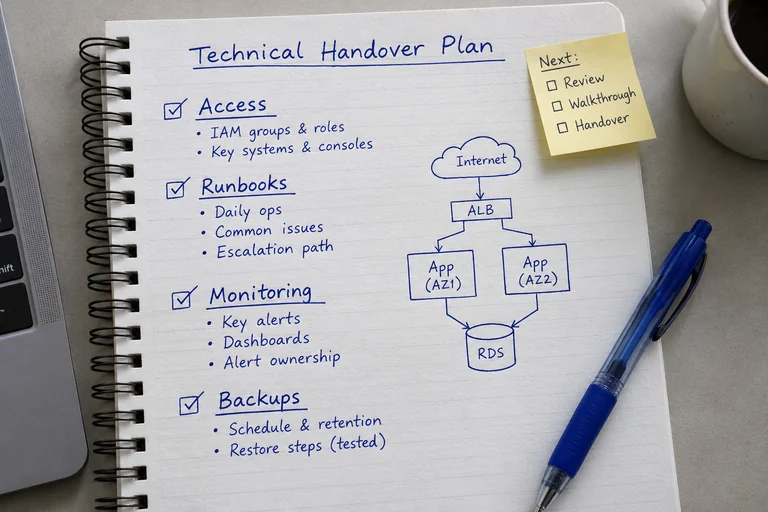 Technical Handover Plan
Access
• IAM groups & roles
• Key systems & consoles
Runbooks
• Daily ops
• Common issues
• Escalation path
Monitoring
• Key alerts
• Dashboards
• Alert ownership
Backups
• Schedule & retention
• Restore steps (tested)
Next:
Review
Walkthrough
Handover
Internet
ALB
App
(AZ1)
App
(AZ2)
RDS
shift